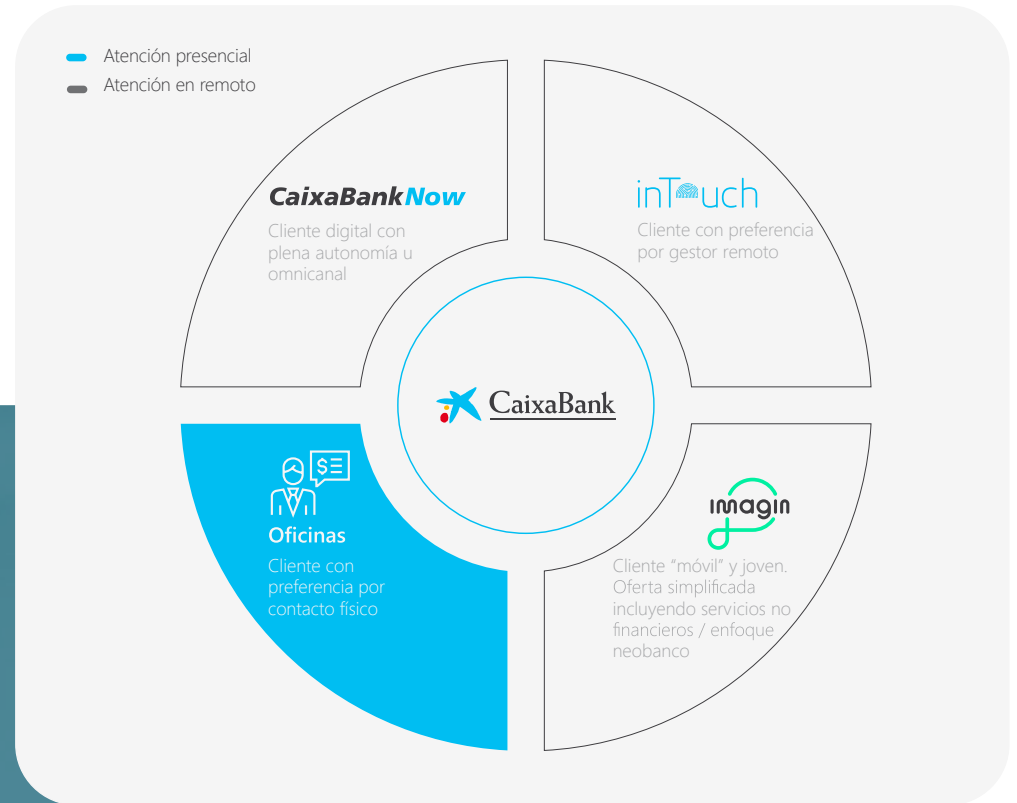 Atención presencial
Atención en remoto
CaixaBankNow
Cliente digital con
plena autonomía u
omnicanal
inTouch
Cliente con preferencia
por gestor remoto
CaixaBank
$
Oficinas
Cliente con
preferencia por
contacto físico
imagin
Cliente “móvil” y joven.
Oferta simplificada
incluyendo servicios no
financieros / enfoque
neobanco